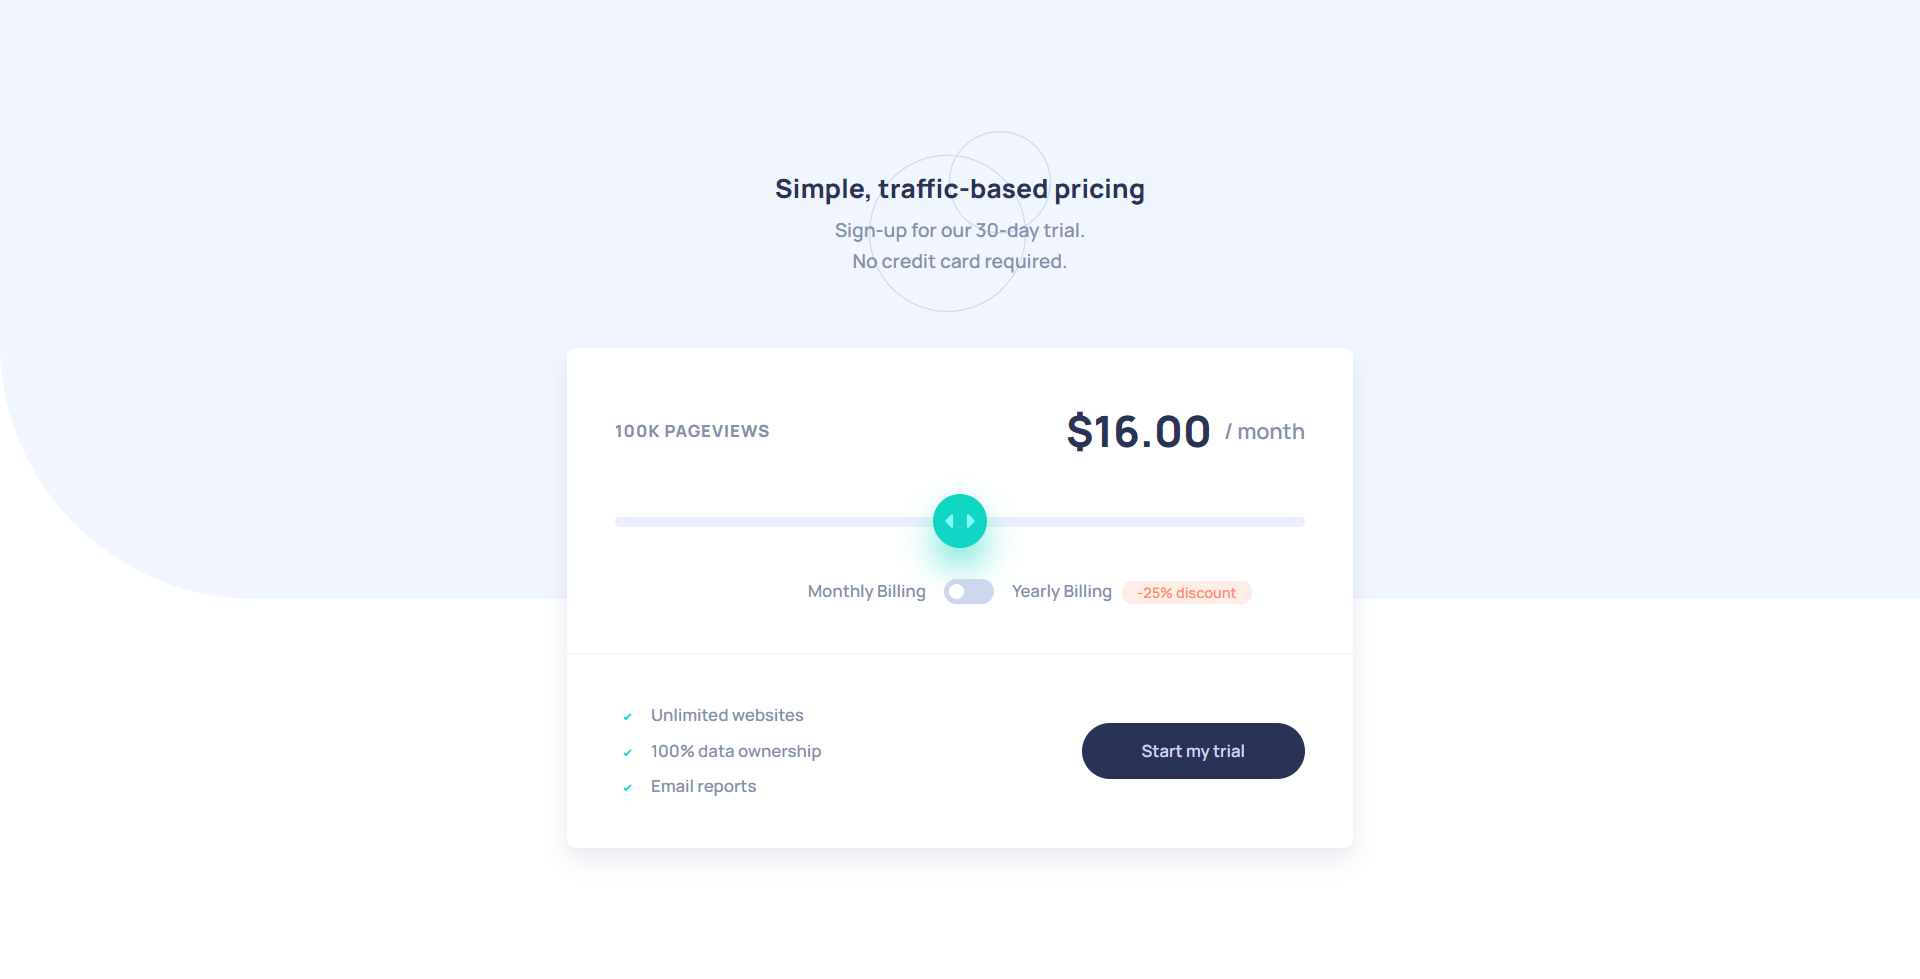 Simple, traffic-based pricing
Sign-up for our 30-day trial.
No credit card required.
100K PAGEVIEWS
$16.00 / month
Monthly Billing
Yearly Billing
-25% discount
Unlimited websites
100% data ownership
Email reports
Start my trial